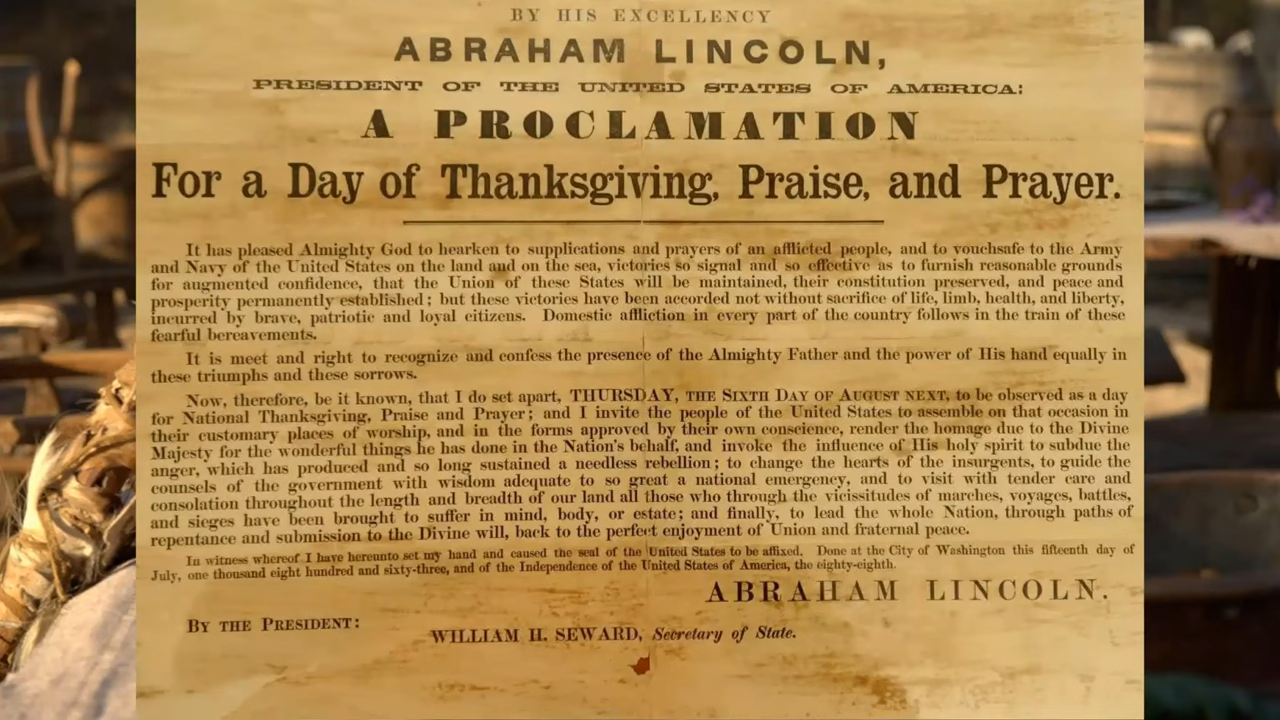 BY HIS EXCELLENCY
ABRAHAM LINCOLN,
PRESIDENT OF THE UNITED STATES OF AMERICA:
A PROCLAMATION
For a Day of Thanksgiving, Praise, and Prayer.
It has pleased Almighty God to hearken to supplications and prayers of an afflicted people, and to vouchsafe to the Army
and Navy of the United States on the land and on the sea, victories so signal and so effective as to furnish reasonable grounds
for augmented confidence, that the Union of these States will be maintained, their constitution preserved, and peace and
prosperity permanently established; but these victories have been accorded not without sacrifice of life, limb, health, and liberty,
incurred by brave, patriotic and loyal citizens. Domestic affliction in every part of the country follows in the train of these
fearful bereavements.
It is meet and right to recognize and confess the presence of the Almighty Father and the power of His hand equally in
these triumphs and these sorrows.
Now, therefore, be it known, that I do set apart, THURSDAY, THE SIXTH DAY OF AUGUST NEXT, to be observed as a day
for National Thanksgiving, Praise and Prayer; and I invite the people of the United States to assemble on that occasion in
their customary places of worship, and in the forms approved by their own conscience, render the homage due to the Divine
Majesty for the wonderful things he has done in the Nation's behalf, and invoke the influence of His holy spirit to subdue the
anger, which has produced and so long sustained a needless rebellion; to change the hearts of the insurgents, to guide the
counsels of the government with wisdom adequate to so great a national emergency, and to visit with tender care and
consolation throughout the length and breadth of our land all those who through the vicissitudes of marches, voyages, battles,
and sieges have been brought to suffer in mind, body, or estate; and finally, to lead the whole Nation, through paths of
repentance and submission to the Divine will, back to the perfect enjoyment of Union and fraternal peace.
In witness whereof I have hereunto set my hand and caused the seal of the United States to be affixed. Done at the City of Washington this fifteenth day of
July, one thousand eight hundred and sixty-three, and of the Independence of the United States of America, the eighty-eighth.
ABRAHAM LINCOLN.
BY THE PRESIDENT:
WILLIAM H. SEWARD, Secretary of State.